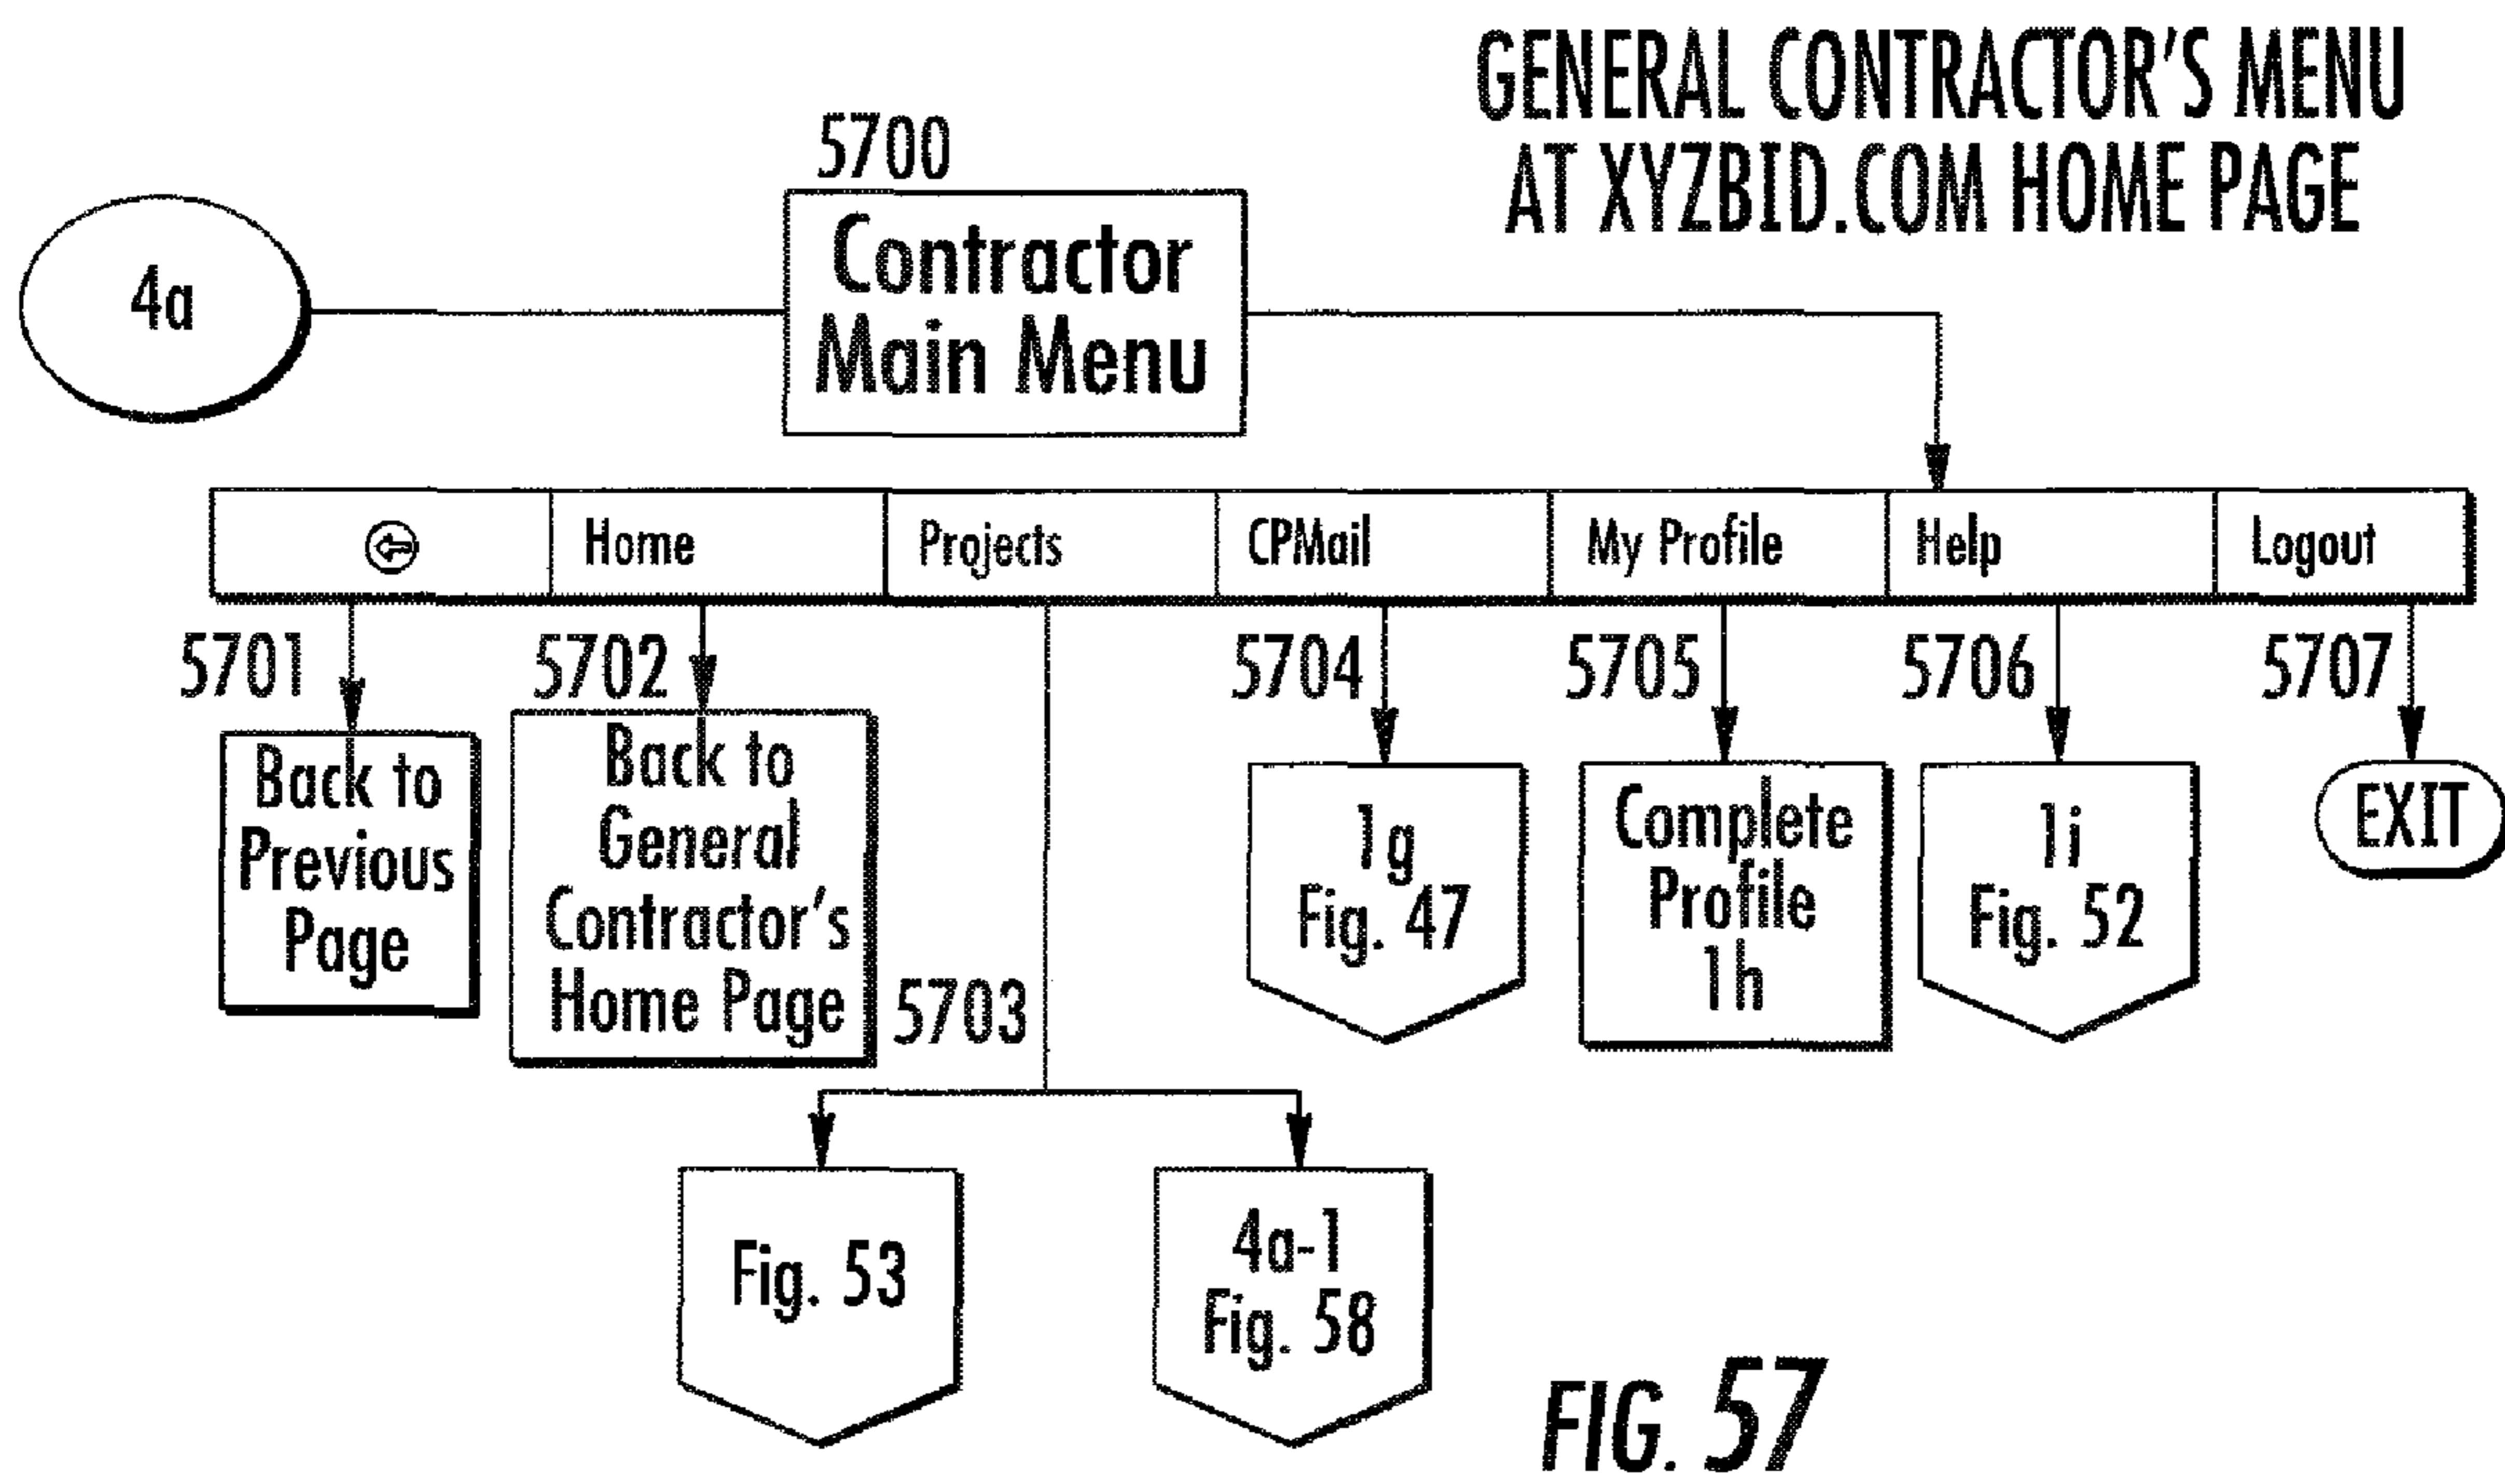 GENERAL CONTRACTOR'S MENU
AT XYZBID.COM HOME PAGE
5700
4a
Contractor
Main Menu
Home
Projects
CPMail
My Profile
Help
Logout
5701
Back to
Previous
Page
5702
Back to
General
Contractor's
Home Page
5703
Fig. 53
4a-1
Fig. 58
5704
1g
Fig. 47
5705
Complete
Profile
1h
5706
1i
Fig. 52
5707
EXIT
FIG. 57